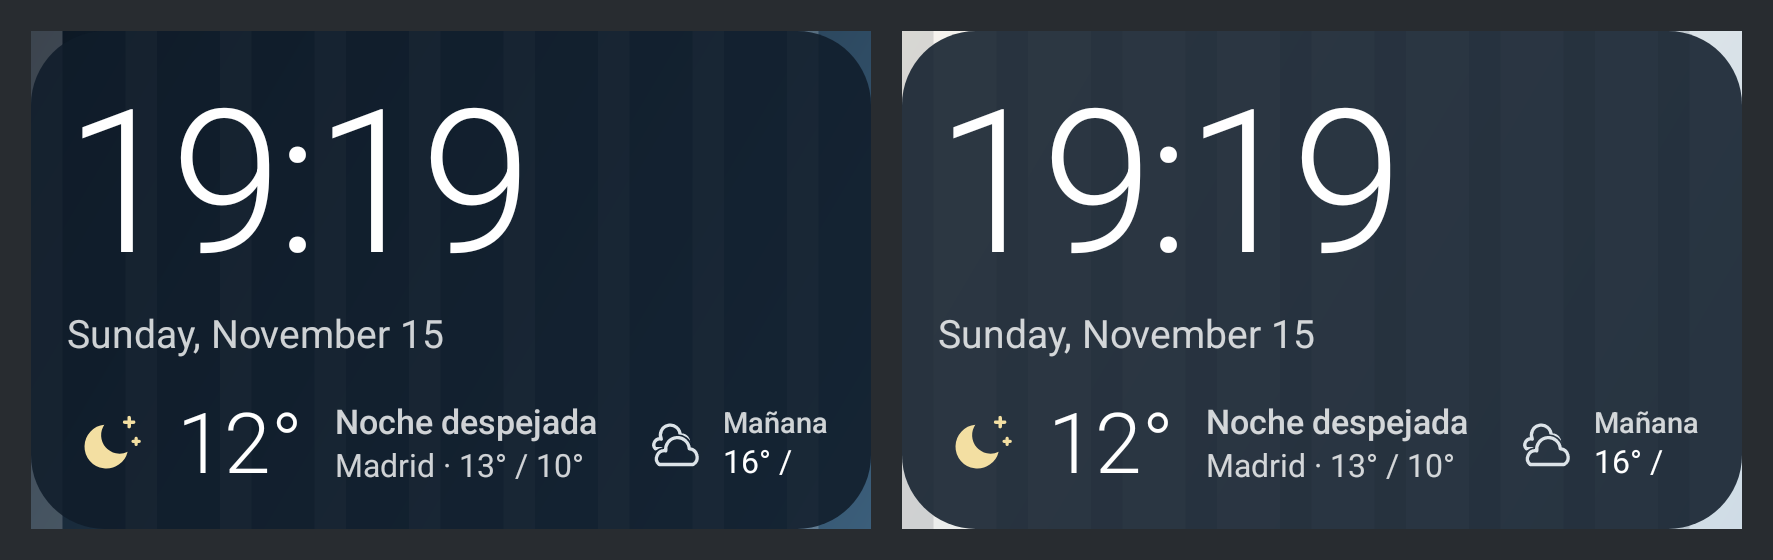 19:19
Sunday, November 15
12°
Noche despejada
Madrid · 13° / 10°
Mañana
16° /
19:19
Sunday, November 15
12°
Noche despejada
Madrid · 13° / 10°
Mañana
16° /